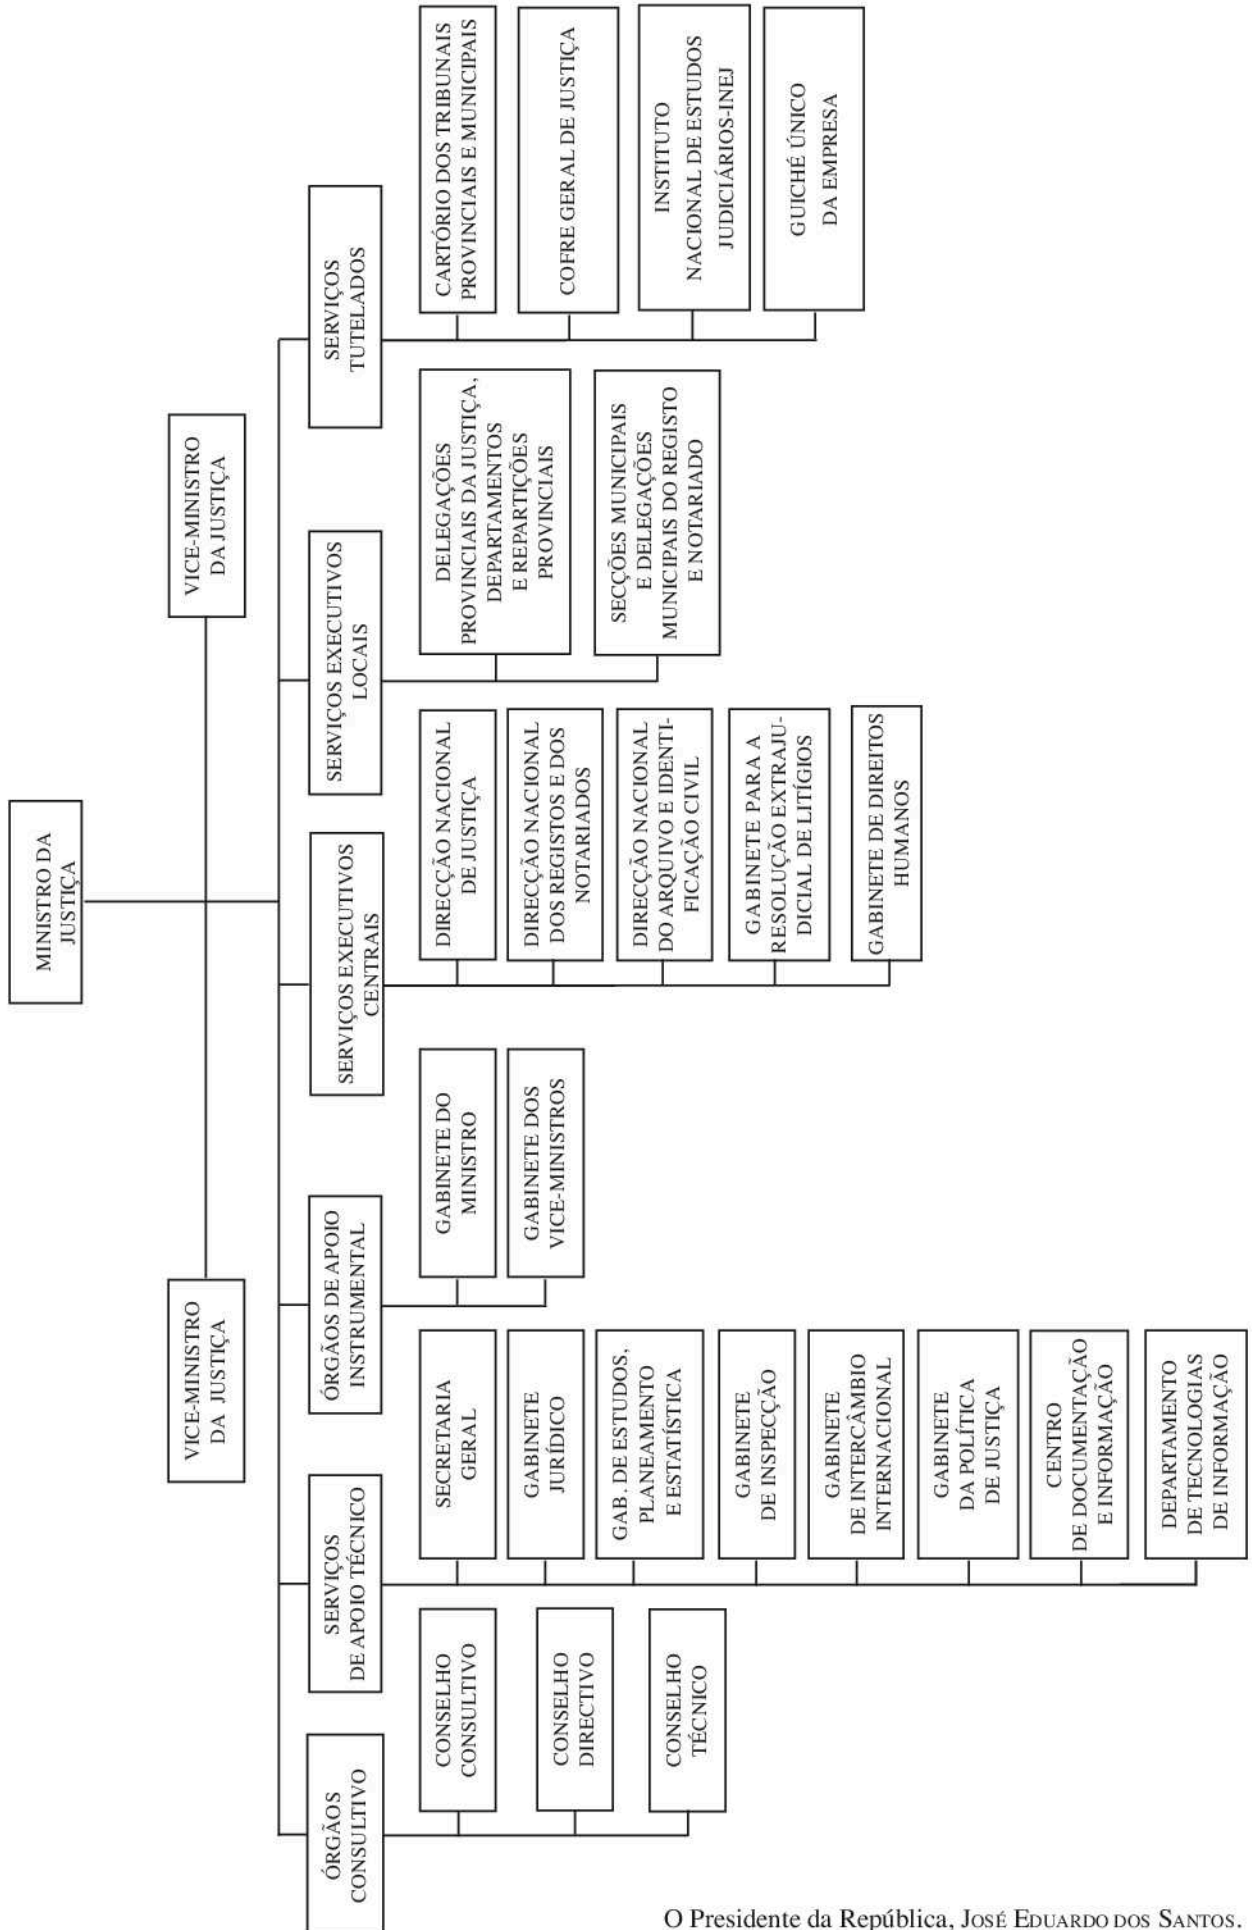 MINISTRO DA
JUSTIÇA
VICE-MINISTRO
DA JUSTIÇA
VICE-MINISTRO
DA JUSTIÇA
ÓRGÃOS
CONSULTIVO
CONSELHO
CONSULTIVO
CONSELHO
DIRECTIVO
CONSELHO
TÉCNICO
SERVIÇOS
DE APOIO TÉCNICO
SECRETARIA
GERAL
GABINETE
JURÍDICO
GAB. DE ESTUDOS,
PLANEAMENTO
E ESTATÍSTICA
GABINETE
DE INSPECÇÃO
GABINETE
DE INTERCÂMBIO
INTERNACIONAL
GABINETE
DA POLÍTICA
DE JUSTIÇA
CENTRO
DE DOCUMENTAÇÃO
E INFORMAÇÃO
DEPARTAMENTO
DE TECNOLOGIAS
DE INFORMAÇÃO
ÓRGÃOS DE APOIO
INSTRUMENTAL
GABINETE DO
MINISTRO
GABINETE DOS
VICE-MINISTROS
SERVIÇOS EXECUTIVOS
CENTRAIS
DIRECÇÃO NACIONAL
DE JUSTIÇA
DIRECÇÃO NACIONAL
DOS REGISTOS E DOS
NOTARIADOS
DIRECÇÃO NACIONAL
DO ARQUIVO E IDENTI-
FICAÇÃO CIVIL
GABINETE PARA A
RESOLUÇÃO EXTRAJU-
DICIAL DE LITÍGIOS
GABINETE DE DIREITOS
HUMANOS
SERVIÇOS EXECUTIVOS
LOCAIS
DELEGAÇÕES
PROVINCIAIS DA JUSTIÇA,
DEPARTAMENTOS
E REPARTIÇÕES
PROVINCIAIS
SECÇÕES MUNICIPAIS
E DELEGAÇÕES
MUNICIPAIS DO REGISTO
E NOTARIADO
SERVIÇOS
TUTELADOS
CARTÓRIO DOS TRIBUNAIS
PROVINCIAIS E MUNICIPAIS
COFRE GERAL DE JUSTIÇA
INSTITUTO
NACIONAL DE ESTUDOS
JUDICIÁRIOS-INEJ
GUICHÉ ÚNICO
DA EMPRESA
O Presidente da República, JOSÉ EDUARDO DOS SANTOS.